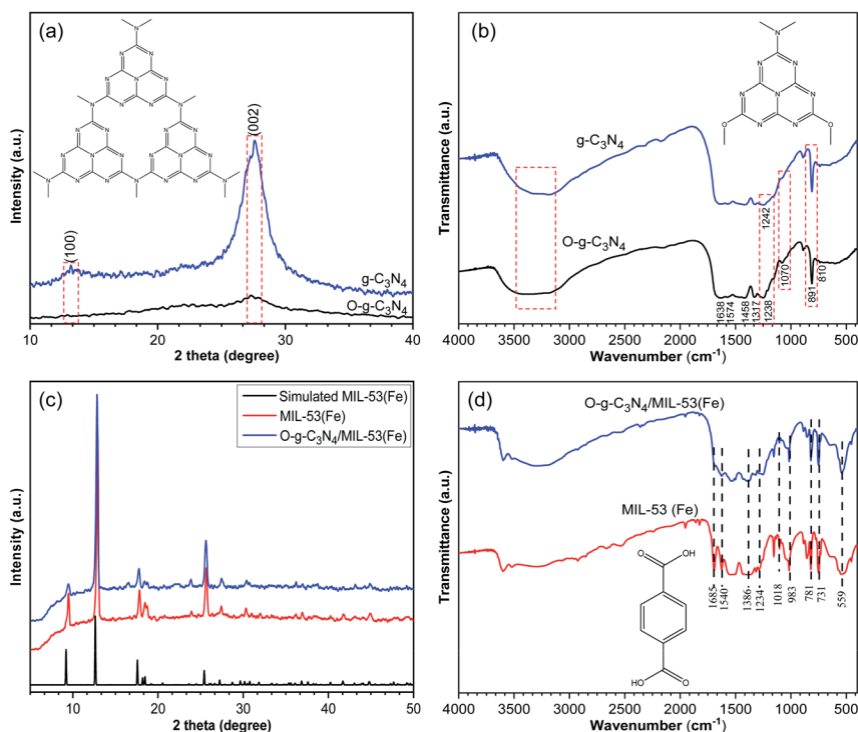 (a)
(002)
(100)
g-C3N4
O-g-C3N4
Intensity (a.u.)
10 20 30 40
2 theta (degree)
N N N N N N N N N N N N N N N N N N N N N N N N N N N
(b)
N
N N N
N
N N
O N N O
g-C3N4
O-g-C3N4
Transmittance (a.u.)
1638
1574
1458
1317
1238
1242
1070
891
810
4000 3500 3000 2500 2000 1500 1000 500
Wavenumber (cm-1)
(c)
Simulated MIL-53(Fe)
MIL-53(Fe)
O-g-C3N4/MIL-53(Fe)
Intensity (a.u.)
10 20 30 40 50
2 theta (degree)
(d)
O-g-C3N4/MIL-53(Fe)
MIL-53 (Fe)
O OH
HO O
Transmittance (a.u.)
1685
1540
1386
1234
1018
983
781
731
559
4000 3500 3000 2500 2000 1500 1000 500
Wavenumber (cm-1)